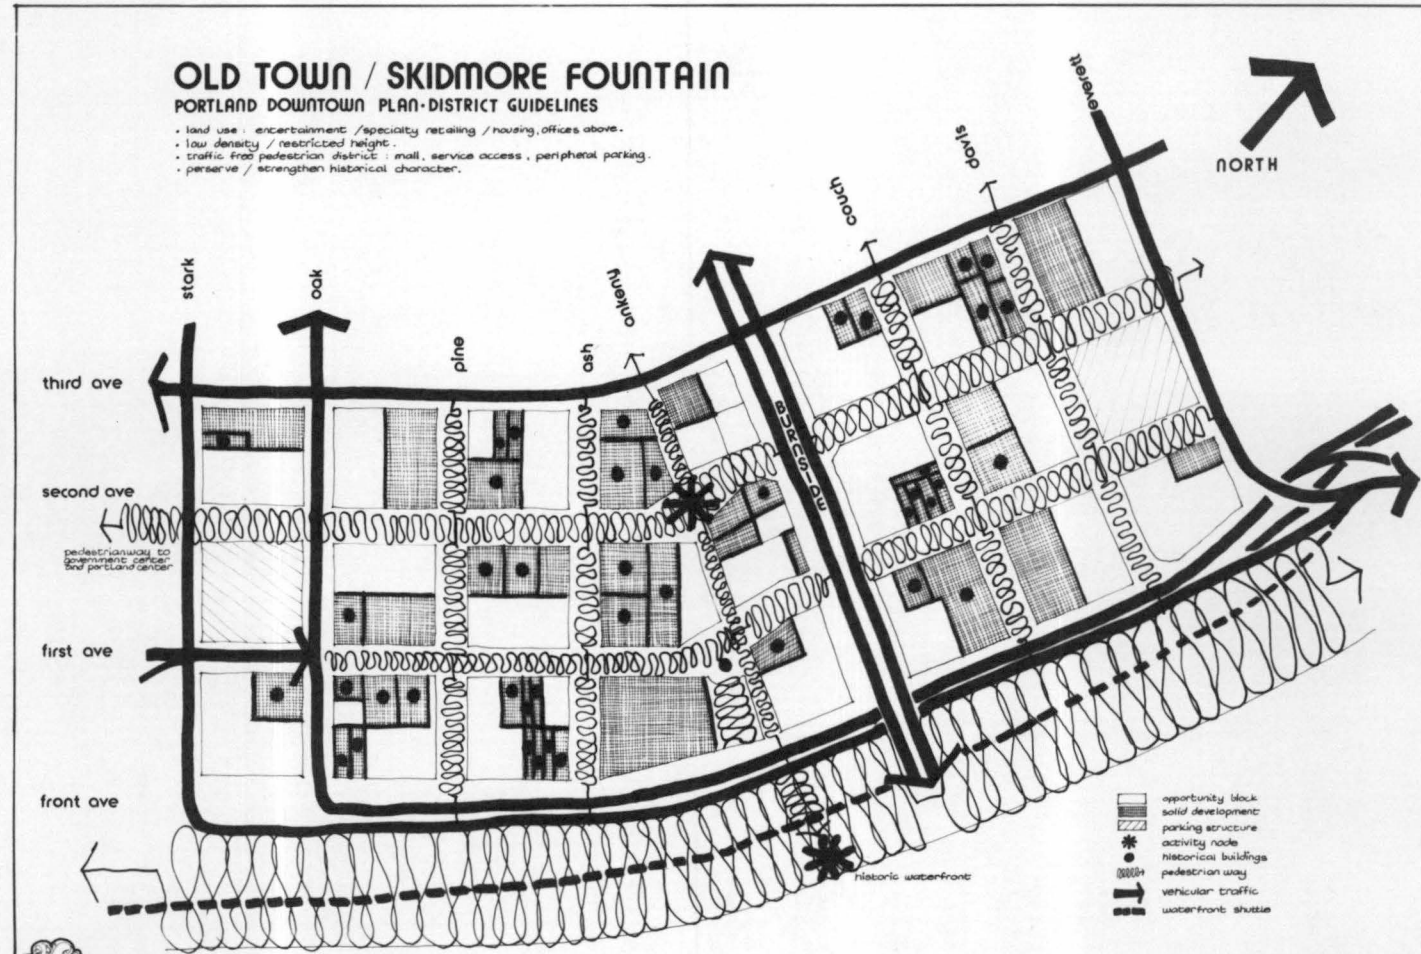 OLD TOWN / SKIDMORE FOUNTAIN
PORTLAND DOWNTOWN PLAN·DISTRICT GUIDELINES
• land use : entertainment / specialty retailing / housing, offices above.
• low density / restricted height.
• traffic free pedestrian district : mall, service access, peripheral parking.
• perserve / strengthen historical character.
everett
davis
couch
NORTH
stark
oak
ankeny
pine
ash
third ave
BURNSIDE
second ave
pedestrianway to
government center
and portland center
first ave
front ave
historic waterfront
opportunity block
solid development
parking structure
activity node
historical buildings
pedestrian way
vehicular traffic
waterfront shuttle